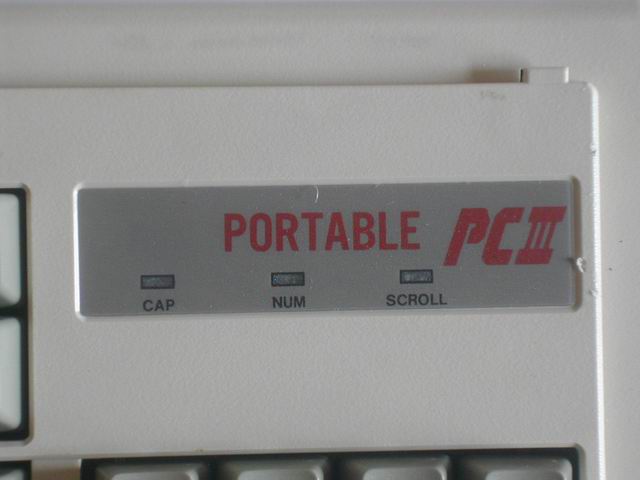 PORTABLE PCIII
CAP NUM SCROLL